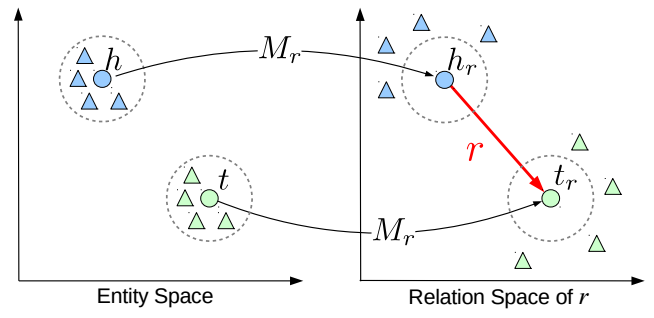 h
M_r
h_r
r
t
t_r
M_r
Entity Space
Relation Space of r